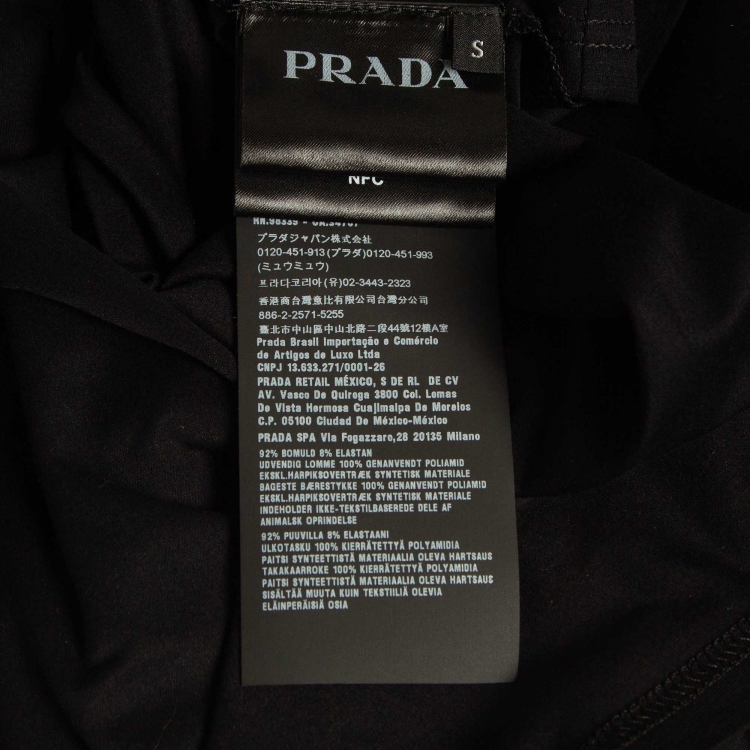 PRADA
S
NFC
RN.96339 - CA.34707
プラダジャパン株式会社
0120-451-913(プラダ)0120-451-993
(ミュウミュウ)
프라다코리아(유)02-3443-2323
香港商台灣童比有限公司台灣分公司
886-2-2571-5255
臺北市中山區中山北路二段44號12樓A室
Prada Brasil Importação e Comércio
de Artigos de Luxo Ltda
CNPJ 13.633.271/0001-26
PRADA RETAIL MÉXICO, S DE RL DE CV
AV. Vasco De Quiroga 3800 Col. Lomas
De Vista Hermosa Cuajimalpa De Morelos
C.P. 05100 Ciudad De México-México
PRADA SPA Via Fogazzaro,28 20135 Milano
92% BOMULD 8% ELASTAN
UDVENDIG LOMME 100% GENANVENDT POLIAMID
EKSKL.HARPIKSOVERTRÆK SYNTETISK MATERIALE
BAGESTE BÆRESTYKKE 100% GENANVENDT POLIAMID
EKSKL.HARPIKSOVERTRÆK SYNTETISK MATERIALE
INDEHOLDER IKKE-TEKSTILBASEREDE DELE AF
ANIMALSK OPRINDELSE
92% PUUVILLA 8% ELASTAANI
ULKOTASKU 100% KIERRÄTETTYÄ POLYAMIDIA
PAITSI SYNTEETTISTÄ MATERIAALIA OLEVA HARTSAUS
TAKAKAARROKE 100% KIERRÄTETTYÄ POLYAMIDIA
PAITSI SYNTEETTISTÄ MATERIAALIA OLEVA HARTSAUS
SISÄLTÄÄ MUUTA KUIN TEKSTIILIÄ OLEVIA
ELÄINPERÄISIÄ OSIA